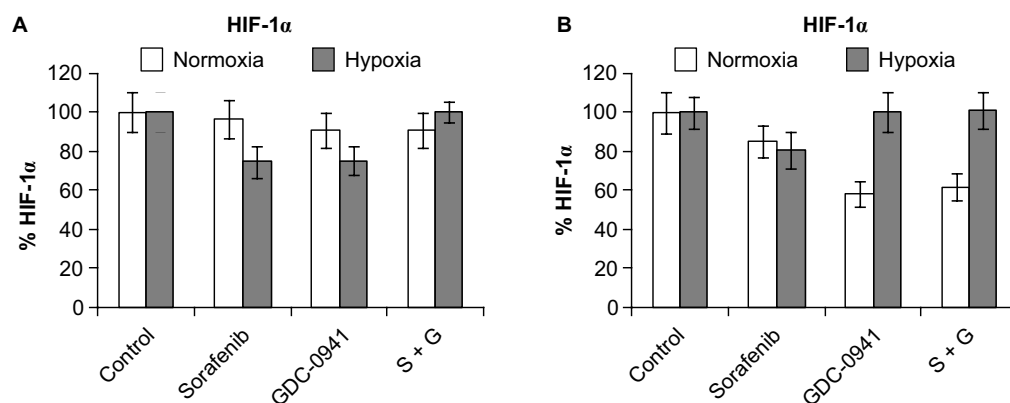 A
HIF-1α
Normoxia Hypoxia
% HIF-1α
120
100
80
60
40
20
0
Control
Sorafenib
GDC-0941
S + G
B
HIF-1α
Normoxia Hypoxia
% HIF-1α
120
100
80
60
40
20
0
Control
Sorafenib
GDC-0941
S + G